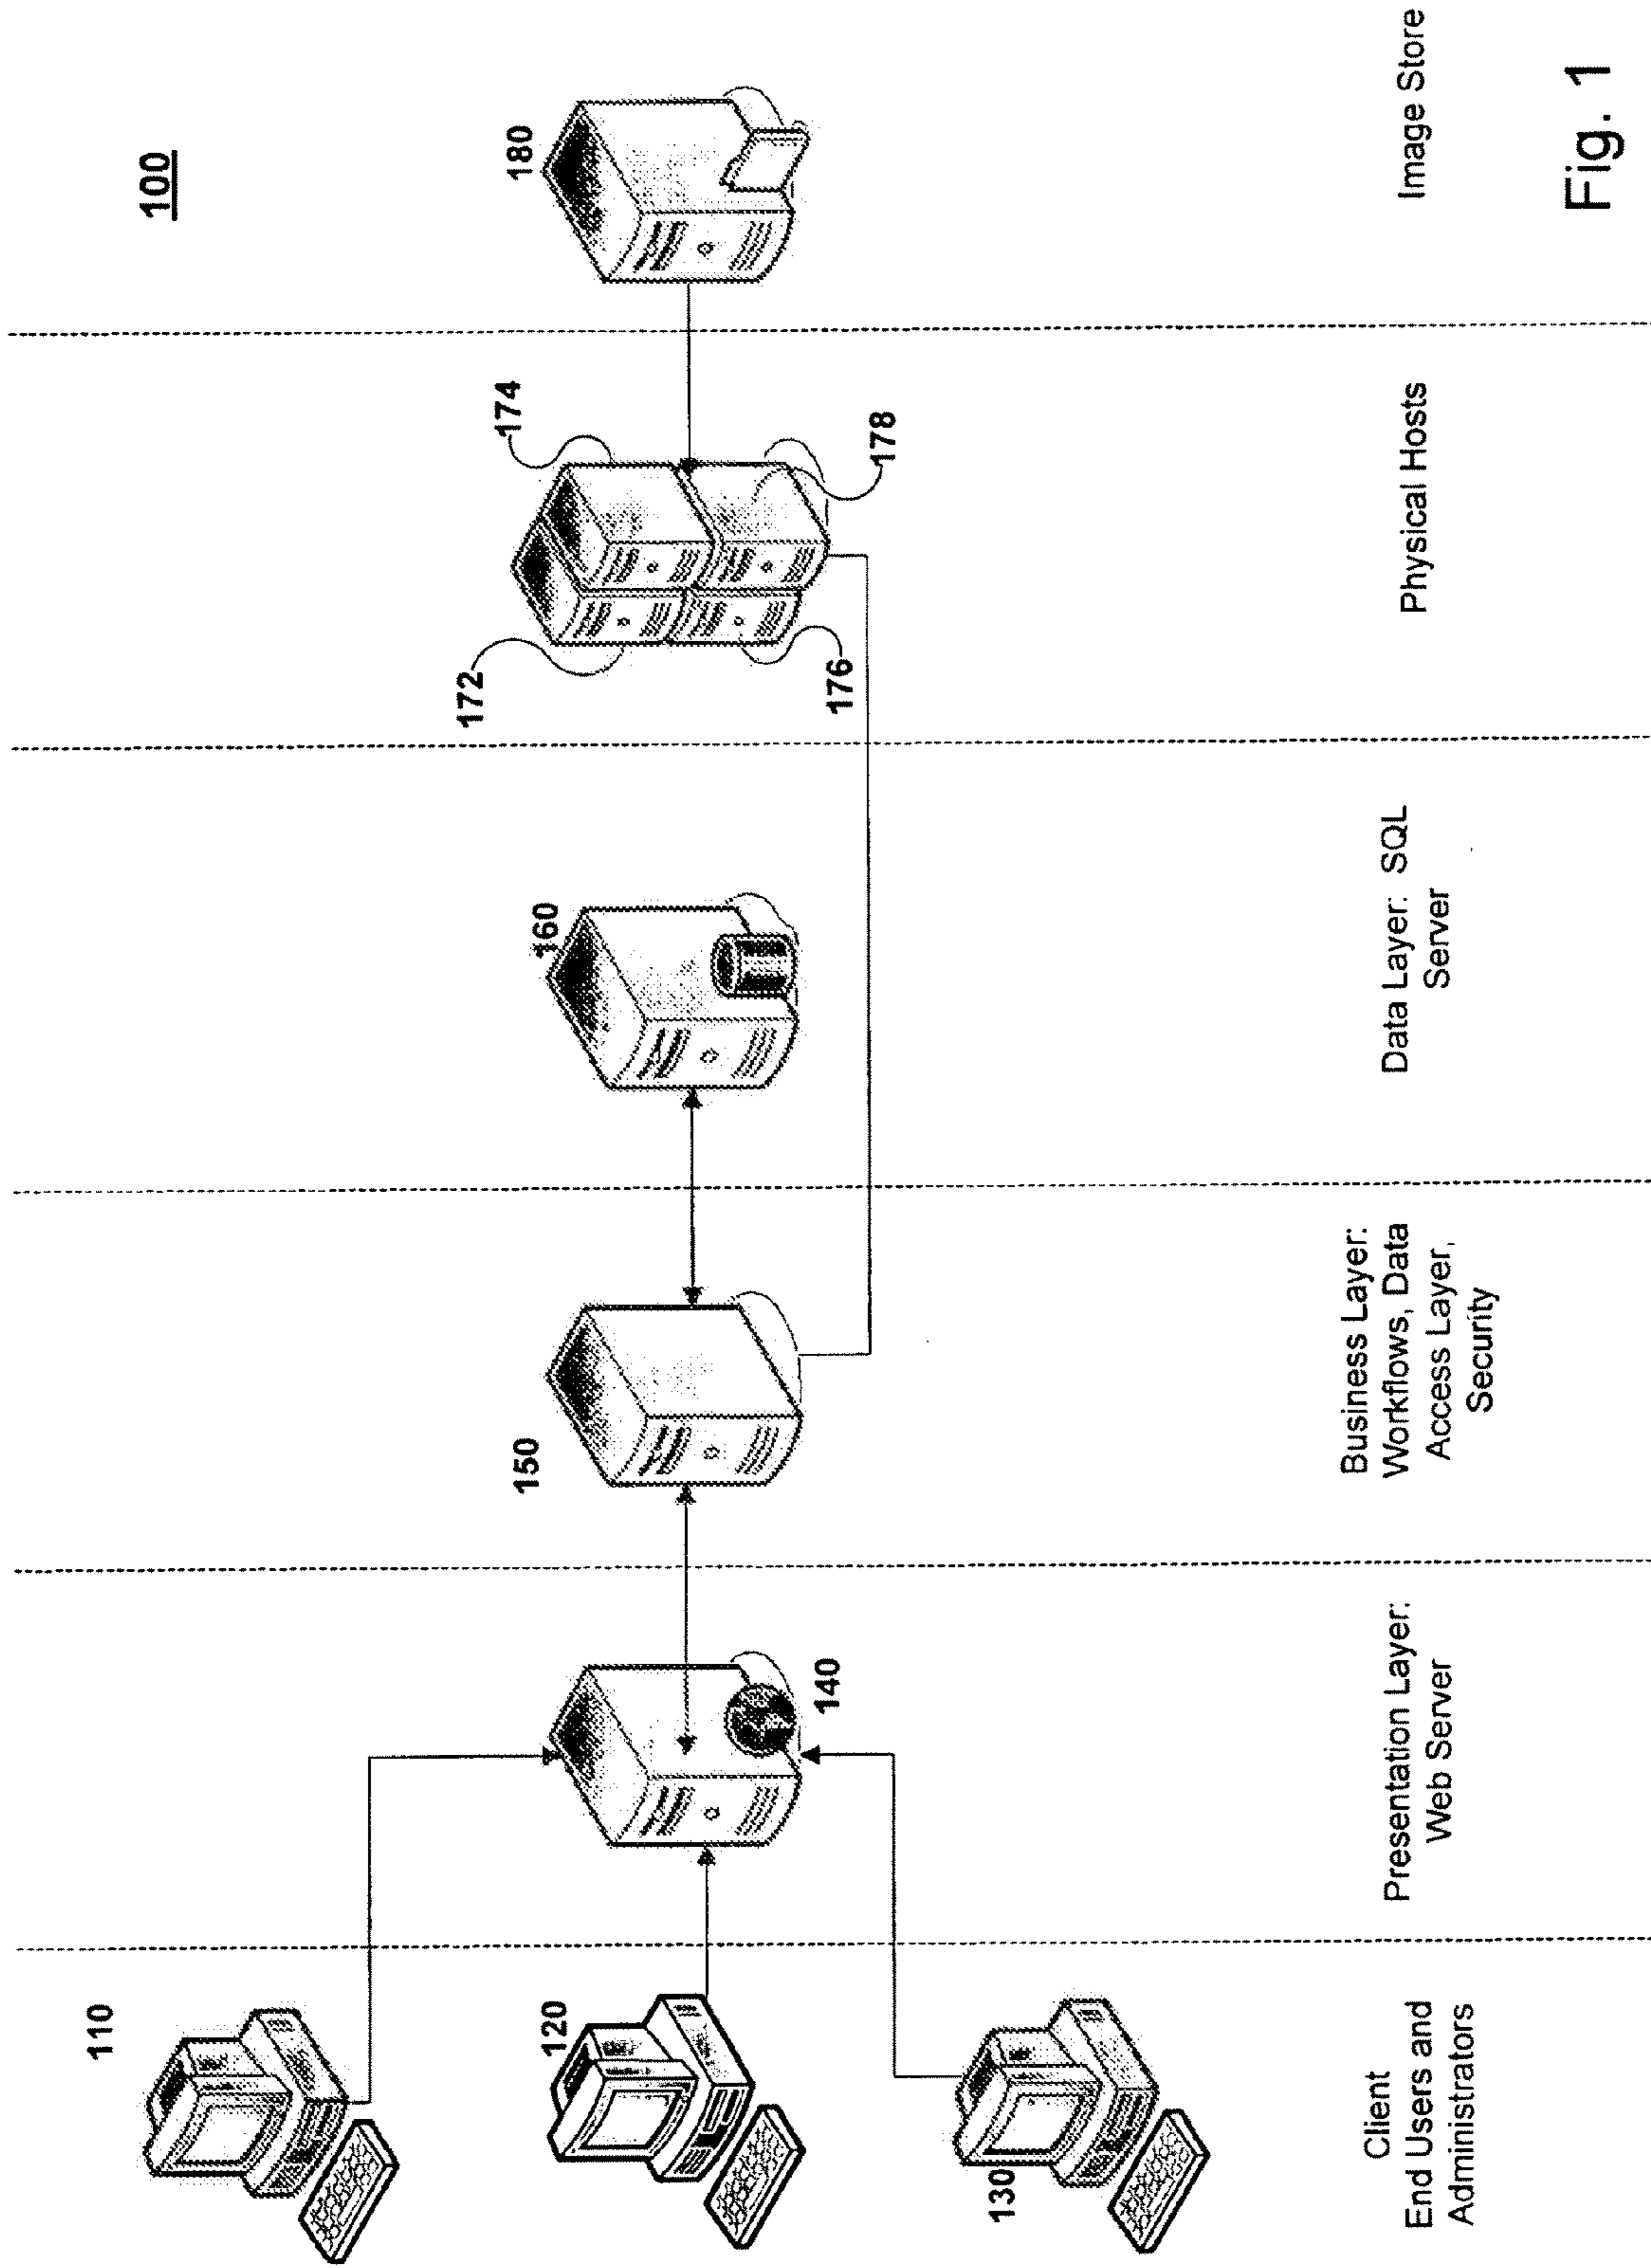 100
110
120
130
140
150
160
172
174
176
178
180
Client
End Users and
Administrators
Presentation Layer:
Web Server
Business Layer:
Workflows, Data
Access Layer,
Security
Data Layer: SQL
Server
Physical Hosts
Image Store
Fig. 1